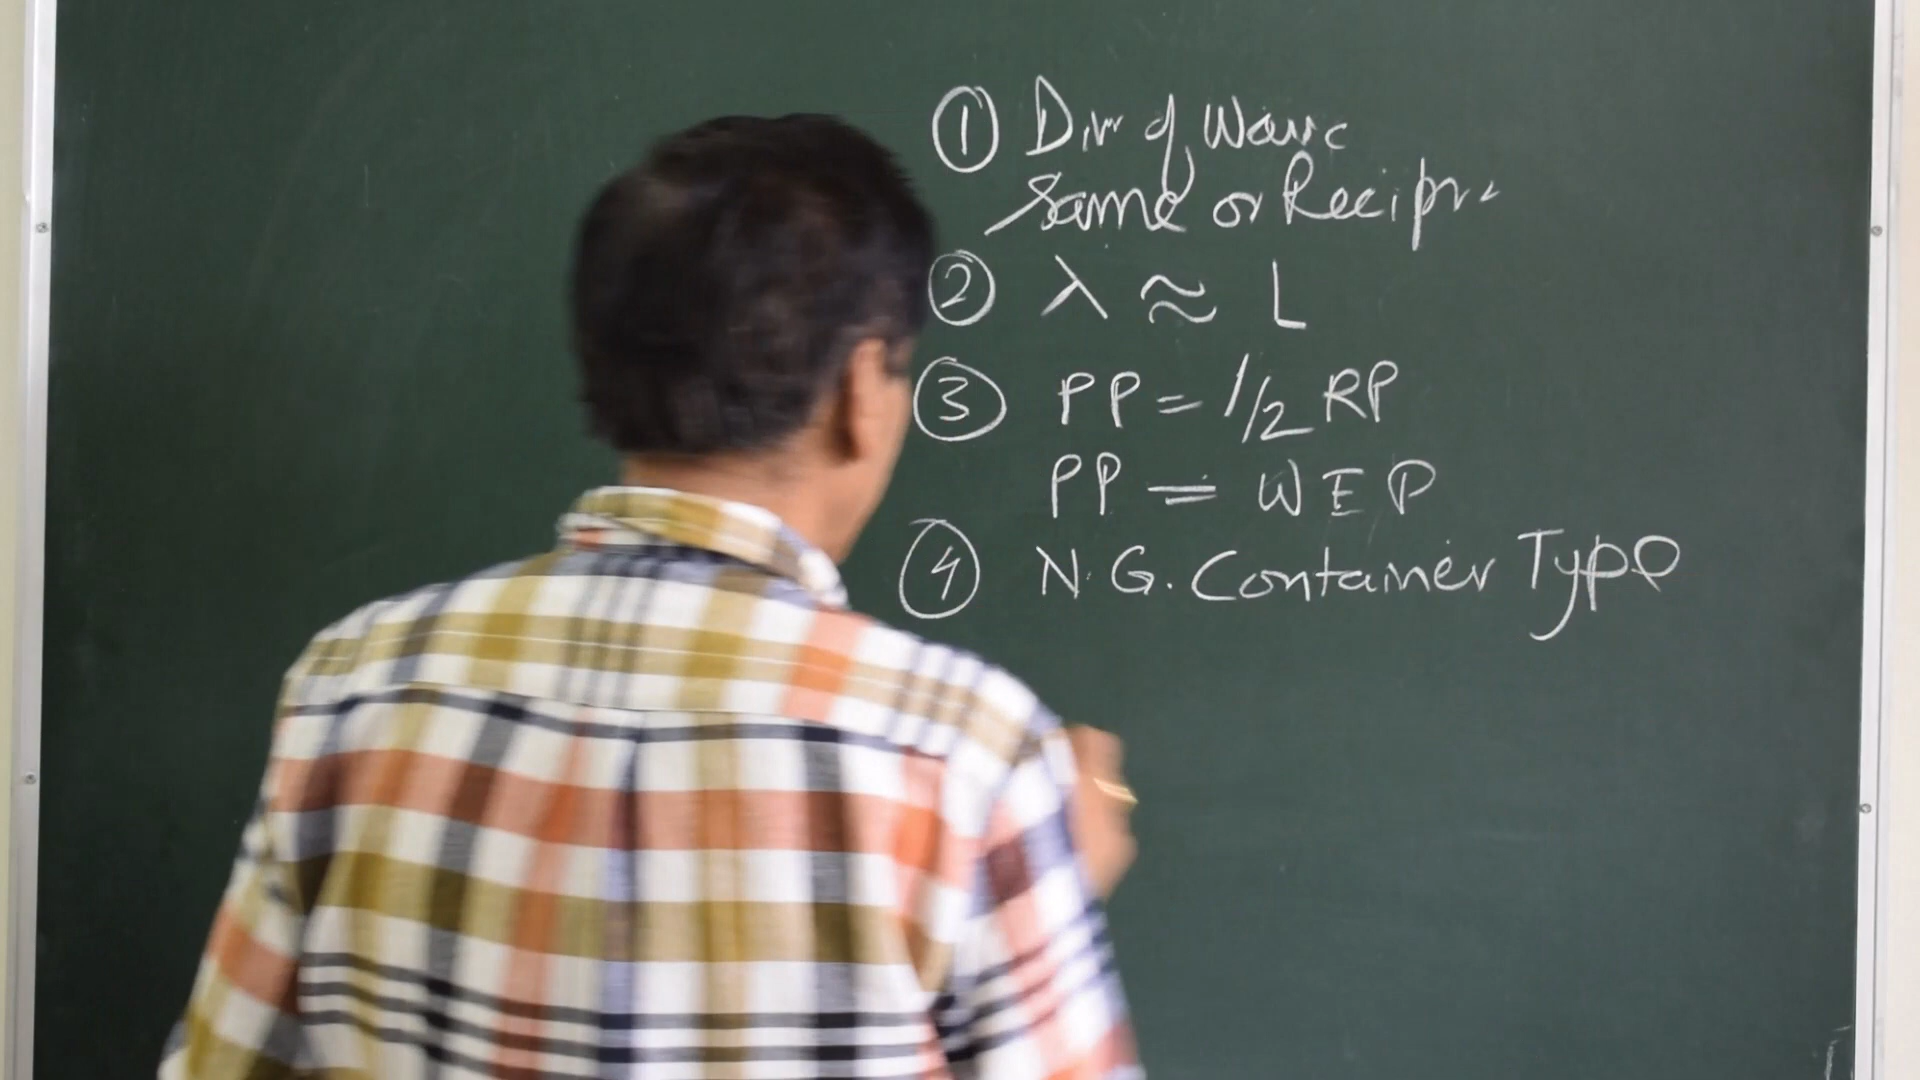 ① Dir of Wave
Same or Recipr.
② λ ≈ L
③ PP = 1/2 RP
PP = WEP
④ N.G. Container Type